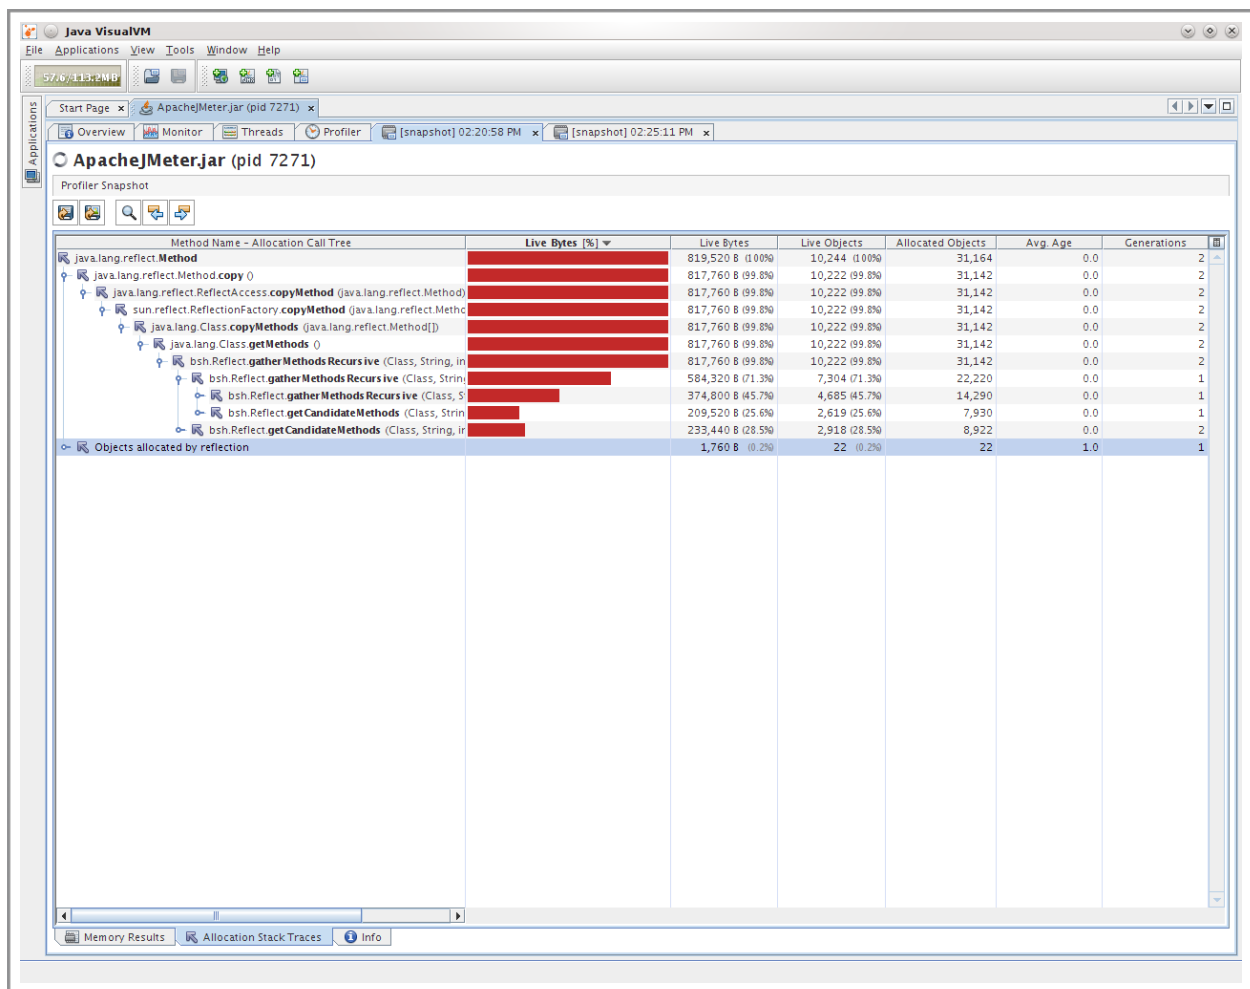 Java VisualVM
File Applications View Tools Window Help
57.6/113.2MB
Applications
Start Page ApacheJMeter.jar (pid 7271)
Overview Monitor Threads Profiler [snapshot] 02:20:58 PM [snapshot] 02:25:11 PM
ApacheJMeter.jar (pid 7271)
Profiler Snapshot
Method Name – Allocation Call Tree Live Bytes [%] Live Bytes Live Objects Allocated Objects Avg. Age Generations
java.lang.reflect.Method 819,520 B (100%) 10,244 (100%) 31,164 0.0 2
java.lang.reflect.Method.copy () 817,760 B (99.8%) 10,222 (99.8%) 31,142 0.0 2
java.lang.reflect.ReflectAccess.copyMethod (java.lang.reflect.Method) 817,760 B (99.8%) 10,222 (99.8%) 31,142 0.0 2
sun.reflect.ReflectionFactory.copyMethod (java.lang.reflect.Metho 817,760 B (99.8%) 10,222 (99.8%) 31,142 0.0 2
java.lang.Class.copyMethods (java.lang.reflect.Method[]) 817,760 B (99.8%) 10,222 (99.8%) 31,142 0.0 2
java.lang.Class.getMethods () 817,760 B (99.8%) 10,222 (99.8%) 31,142 0.0 2
bsh.Reflect.gatherMethodsRecursive (Class, String, in 817,760 B (99.8%) 10,222 (99.8%) 31,142 0.0 2
bsh.Reflect.gatherMethodsRecursive (Class, String 584,320 B (71.3%) 7,304 (71.3%) 22,220 0.0 1
bsh.Reflect.gatherMethodsRecursive (Class, S 374,800 B (45.7%) 4,685 (45.7%) 14,290 0.0 1
bsh.Reflect.getCandidateMethods (Class, Strin 209,520 B (25.6%) 2,619 (25.6%) 7,930 0.0 1
bsh.Reflect.getCandidateMethods (Class, String, in 233,440 B (28.5%) 2,918 (28.5%) 8,922 0.0 2
Objects allocated by reflection 1,760 B (0.2%) 22 (0.2%) 22 1.0 1
Memory Results Allocation Stack Traces Info